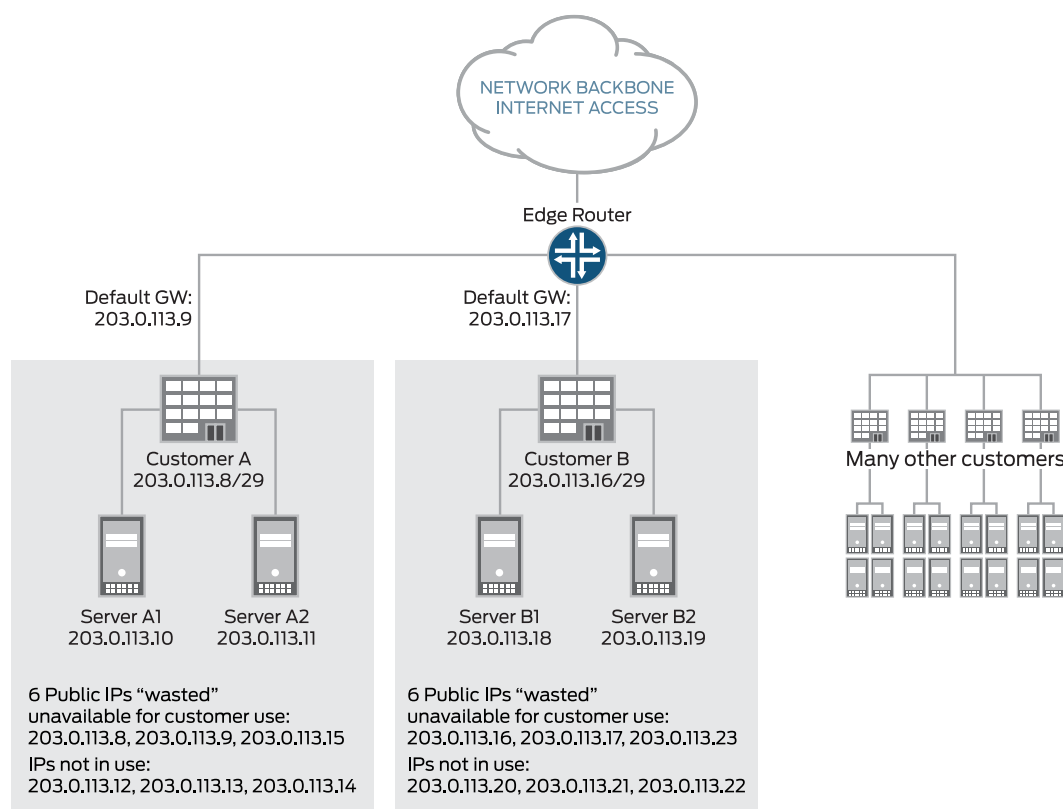 NETWORK BACKBONE
INTERNET ACCESS
Edge Router
Default GW:
203.0.113.9
Default GW:
203.0.113.17
Customer A
203.0.113.8/29
Customer B
203.0.113.16/29
Many other customers
Server A1
203.0.113.10
Server A2
203.0.113.11
Server B1
203.0.113.18
Server B2
203.0.113.19
6 Public IPs “wasted”
unavailable for customer use:
203.0.113.8, 203.0.113.9, 203.0.113.15
IPs not in use:
203.0.113.12, 203.0.113.13, 203.0.113.14
6 Public IPs “wasted”
unavailable for customer use:
203.0.113.16, 203.0.113.17, 203.0.113.23
IPs not in use:
203.0.113.20, 203.0.113.21, 203.0.113.22